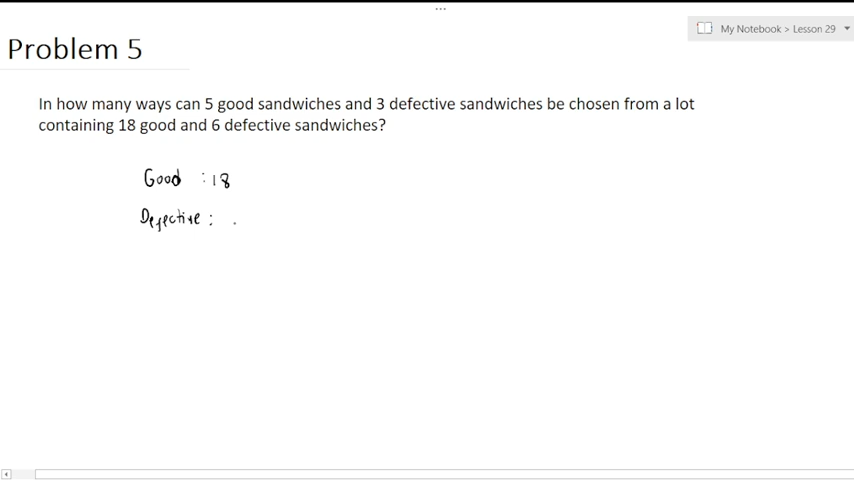 ...
My Notebook > Lesson 29
Problem 5
In how many ways can 5 good sandwiches and 3 defective sandwiches be chosen from a lot
containing 18 good and 6 defective sandwiches?
Good : 18
Defective :